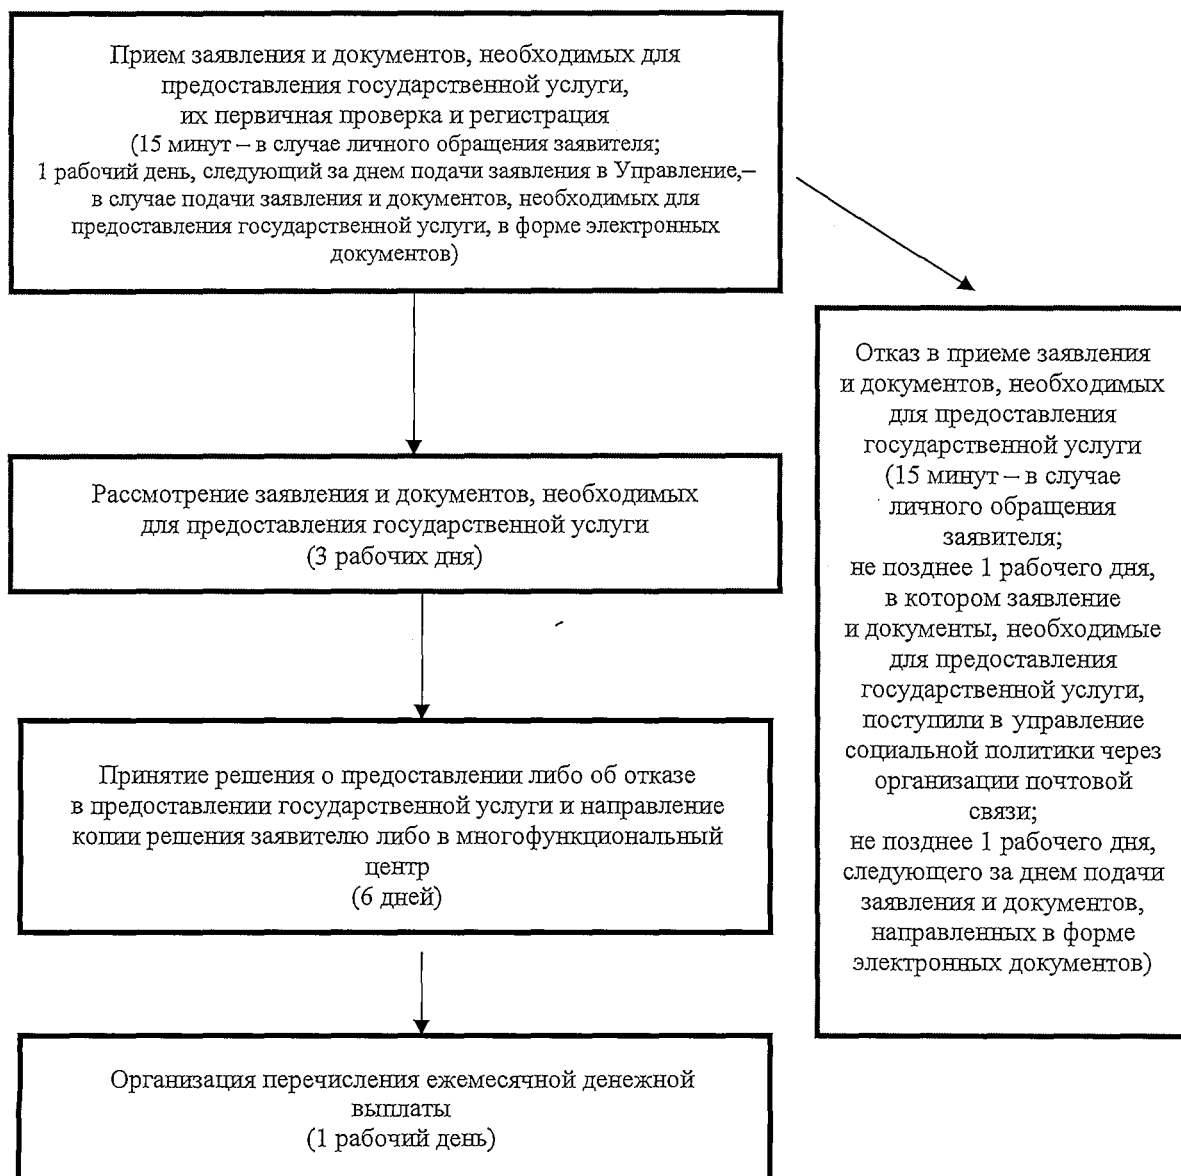 Прием заявления и документов, необходимых для
предоставления государственной услуги,
их первичная проверка и регистрация
(15 минут – в случае личного обращения заявителя;
1 рабочий день, следующий за днем подачи заявления в Управление,–
в случае подачи заявления и документов, необходимых для
предоставления государственной услуги, в форме электронных
документов)
Отказ в приеме заявления
и документов, необходимых
для предоставления
государственной услуги
(15 минут – в случае
личного обращения
заявителя;
не позднее 1 рабочего дня,
в котором заявление
и документы, необходимые
для предоставления
государственной услуги,
поступили в управление
социальной политики через
организации почтовой
связи;
не позднее 1 рабочего дня,
следующего за днем подачи
заявления и документов,
направленных в форме
электронных документов)
Рассмотрение заявления и документов, необходимых
для предоставления государственной услуги
(3 рабочих дня)
Принятие решения о предоставлении либо об отказе
в предоставлении государственной услуги и направление
копии решения заявителю либо в многофункциональный
центр
(6 дней)
Организация перечисления ежемесячной денежной
выплаты
(1 рабочий день)